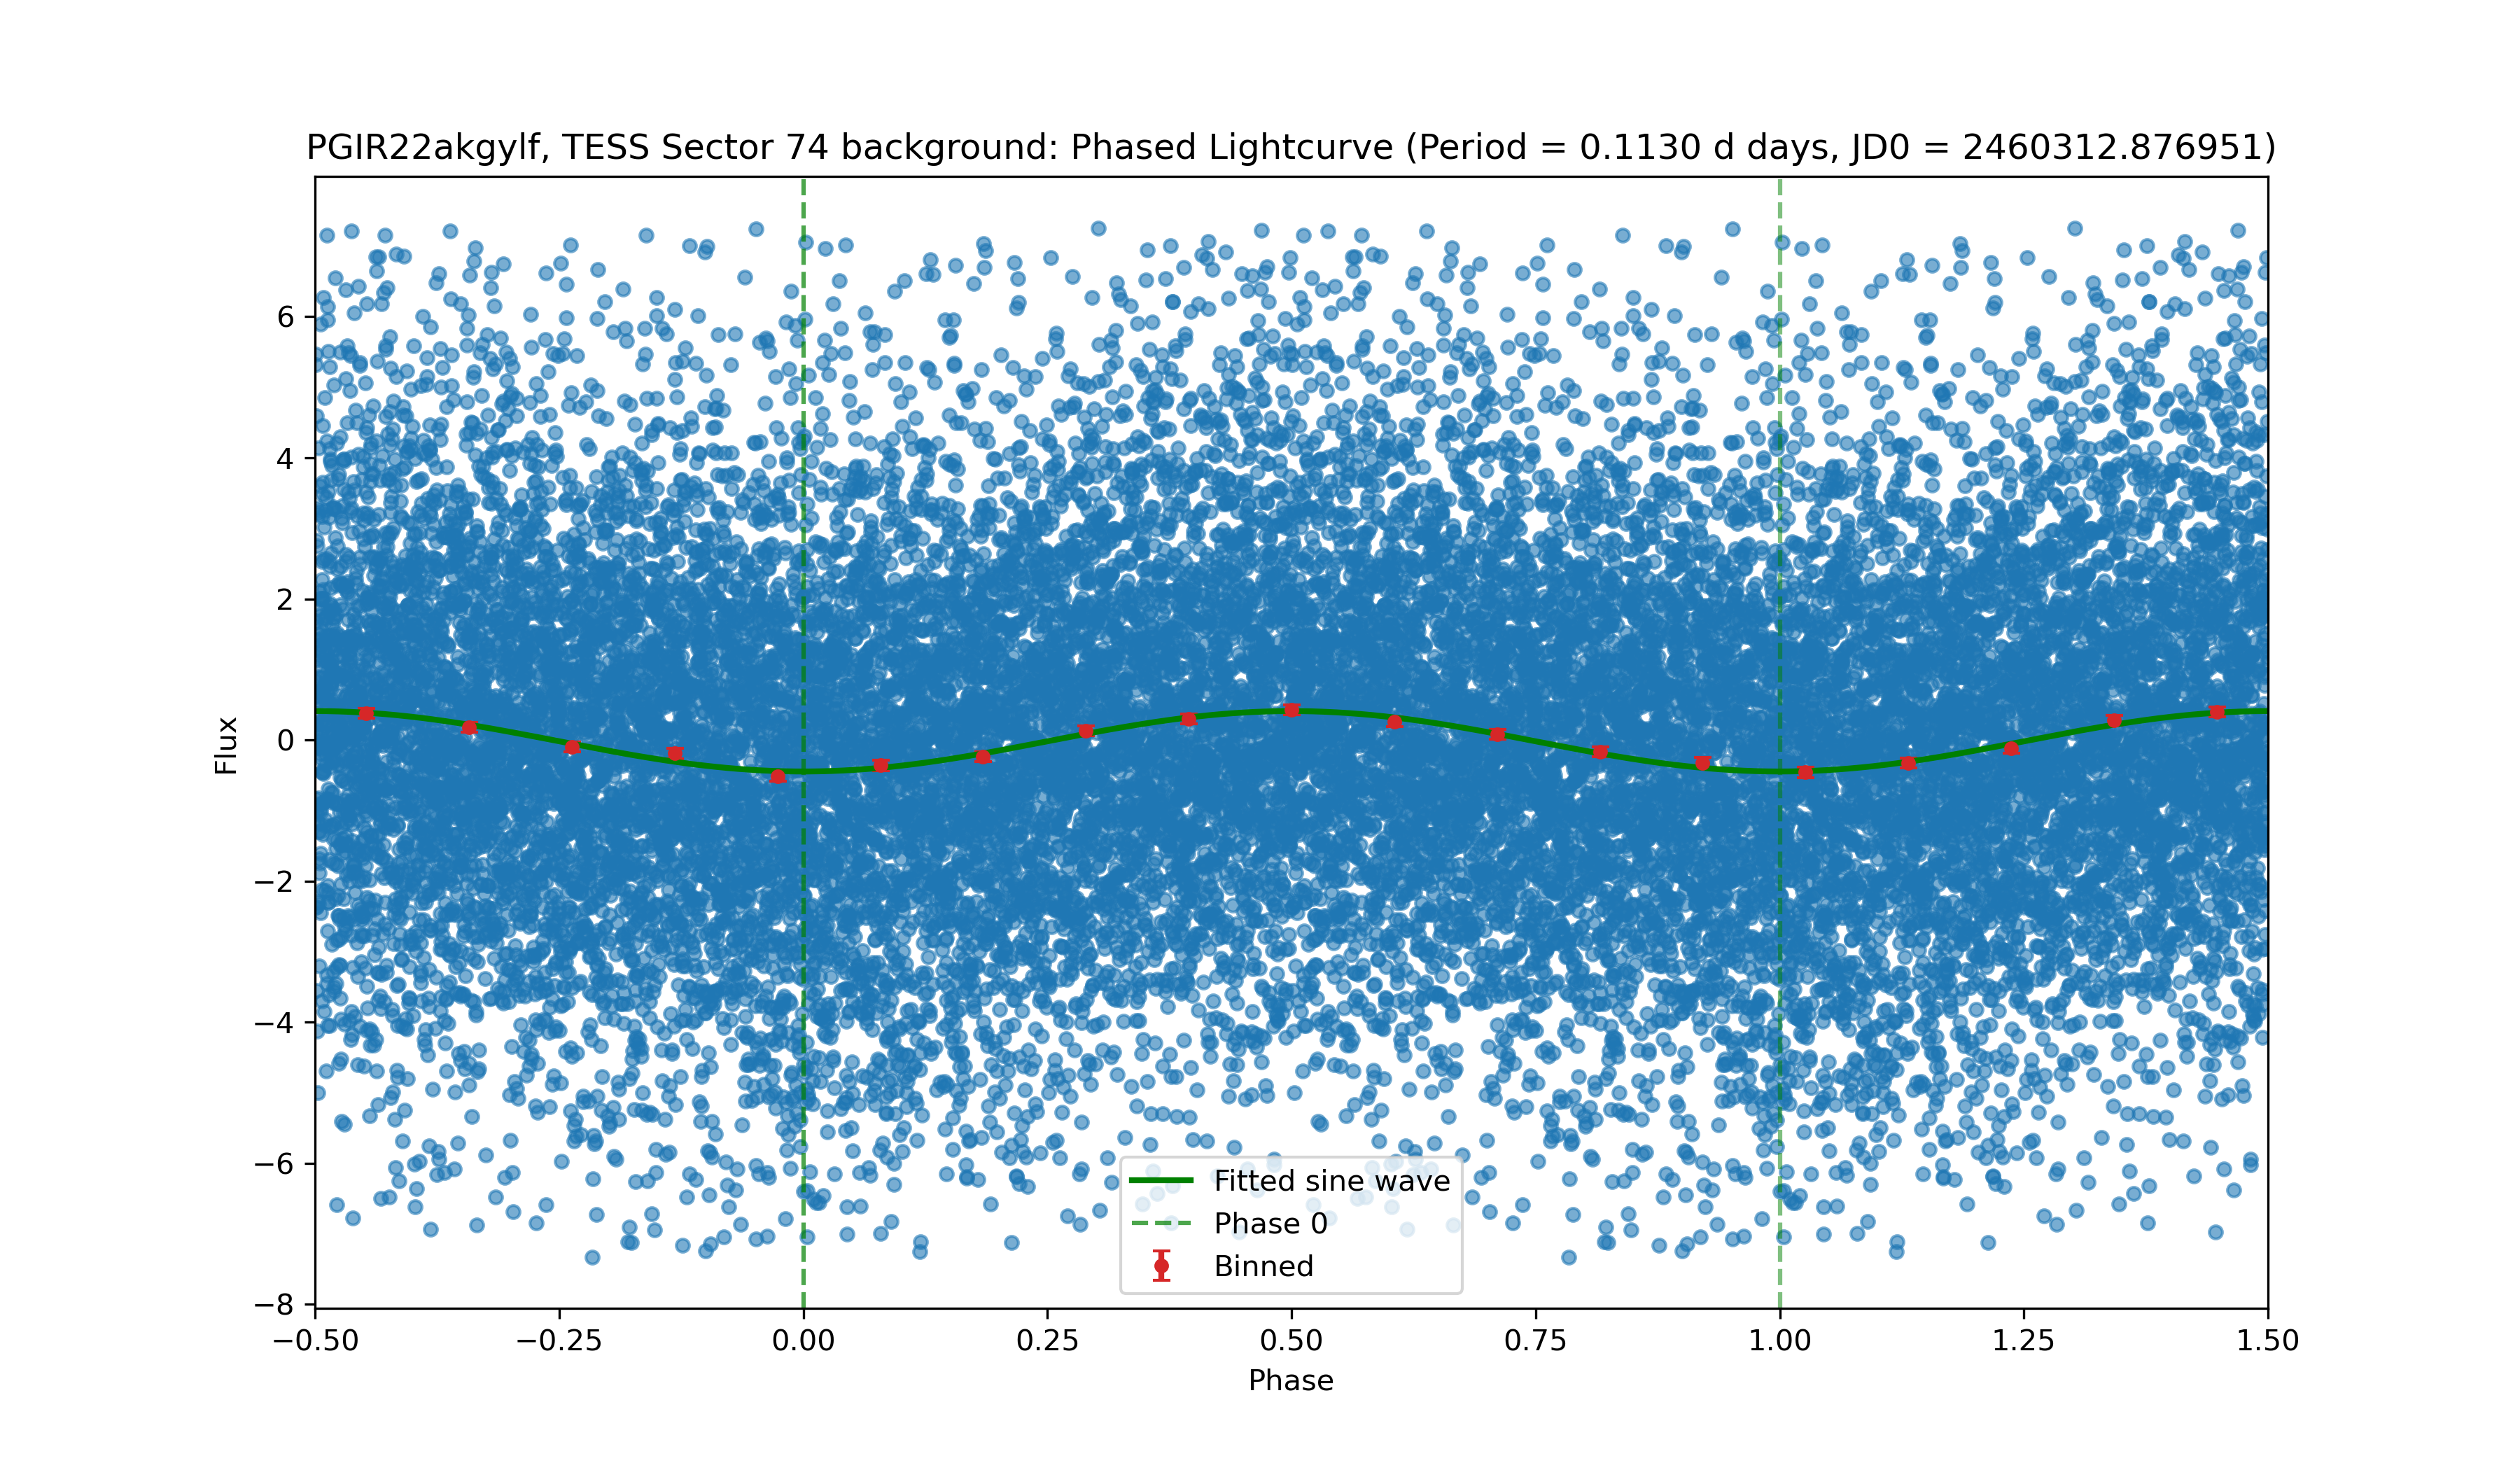 PGIR22akgylf, TESS Sector 74 background: Phased Lightcurve (Period = 0.1130 d days, JD0 = 2460312.876951)
6
4
2
0
−2
−4
−6
−8
Flux
Fitted sine wave
Phase 0
Binned
−0.50 −0.25 0.00 0.25 0.50 0.75 1.00 1.25 1.50
Phase